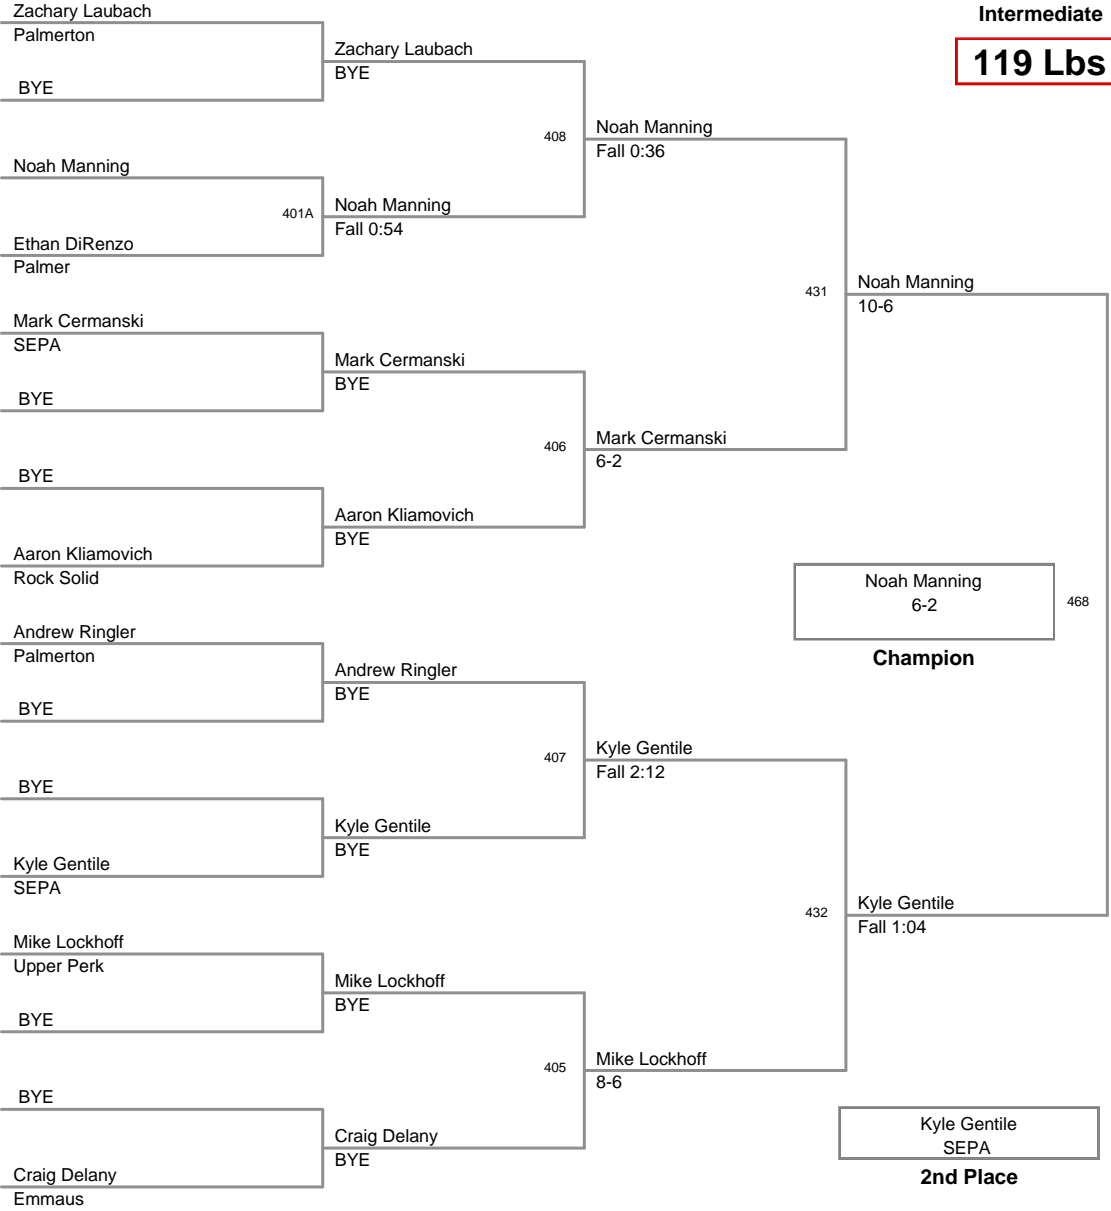 Zachary Laubach
Palmerton
BYE
Noah Manning
Ethan DiRenzo
Palmer
Mark Cermanski
SEPA
BYE
BYE
Aaron Kliamovich
Rock Solid
Andrew Ringler
Palmerton
BYE
BYE
Kyle Gentile
SEPA
Mike Lockhoff
Upper Perk
BYE
BYE
Craig Delany
Emmaus
Zachary Laubach
BYE
401A
Noah Manning
Fall 0:54
Mark Cermanski
BYE
Aaron Kliamovich
BYE
Andrew Ringler
BYE
Kyle Gentile
BYE
Mike Lockhoff
BYE
Craig Delany
BYE
408
Noah Manning
Fall 0:36
406
Mark Cermanski
6-2
407
Kyle Gentile
Fall 2:12
405
Mike Lockhoff
8-6
431
Noah Manning
10-6
432
Kyle Gentile
Fall 1:04
Intermediate
119 Lbs
Noah Manning
6-2
468
Champion
Kyle Gentile
SEPA
2nd Place